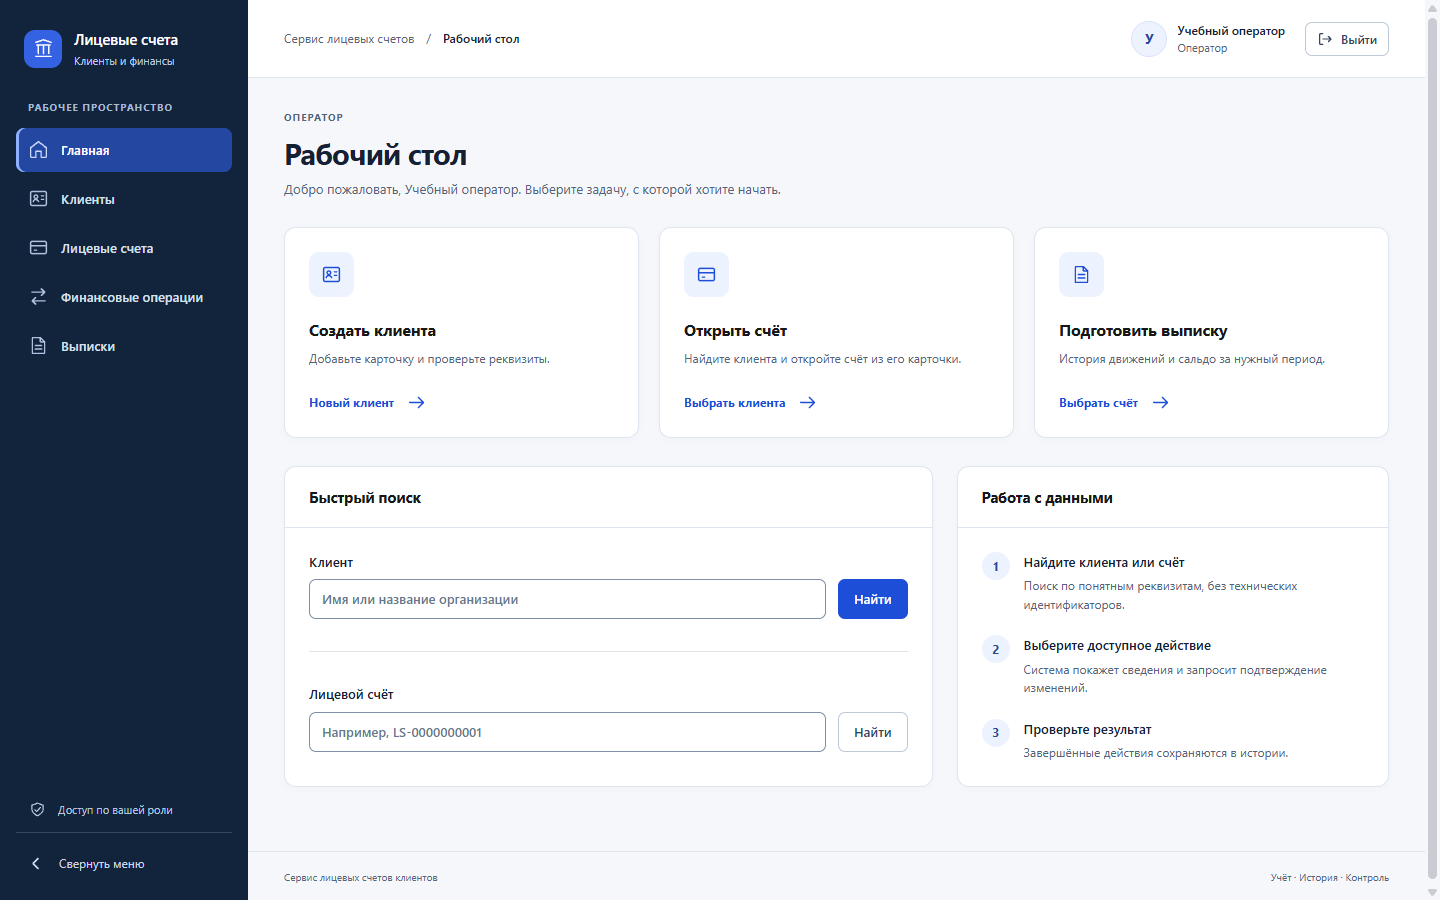 Лицевые счета
Клиенты и финансы
РАБОЧЕЕ ПРОСТРАНСТВО
Главная
Клиенты
Лицевые счета
Финансовые операции
Выписки
Доступ по вашей роли
Свернуть меню
Сервис лицевых счетов / Рабочий стол
У
Учебный оператор
Оператор
Выйти
ОПЕРАТОР
Рабочий стол
Добро пожаловать, Учебный оператор. Выберите задачу, с которой хотите начать.
Создать клиента
Добавьте карточку и проверьте реквизиты.
Новый клиент
Открыть счёт
Найдите клиента и откройте счёт из его карточки.
Выбрать клиента
Подготовить выписку
История движений и сальдо за нужный период.
Выбрать счёт
Быстрый поиск
Клиент
Имя или название организации
Найти
Лицевой счёт
Например, LS-0000000001
Найти
Работа с данными
1
Найдите клиента или счёт
Поиск по понятным реквизитам, без технических
идентификаторов.
2
Выберите доступное действие
Система покажет сведения и запросит подтверждение
изменений.
3
Проверьте результат
Завершённые действия сохраняются в истории.
Сервис лицевых счетов клиентов
Учёт · История · Контроль